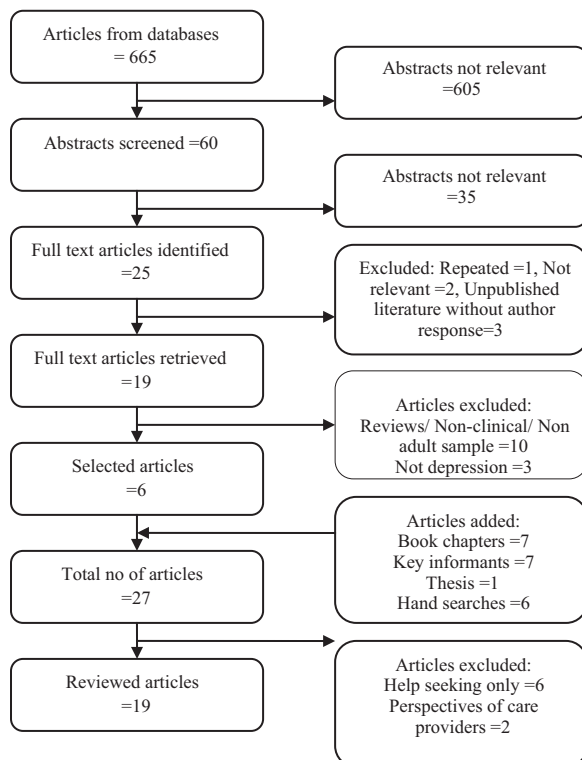 Articles from databases
= 665
Abstracts not relevant
=605
Abstracts screened =60
Abstracts not relevant
=35
Full text articles identified
=25
Excluded: Repeated =1, Not
relevant =2, Unpublished
literature without author
response=3
Full text articles retrieved
=19
Articles excluded:
Reviews/ Non-clinical/ Non
adult sample =10
Not depression =3
Selected articles
=6
Articles added:
Book chapters =7
Key informants =7
Thesis =1
Hand searches =6
Total no of articles
=27
Articles excluded:
Help seeking only =6
Perspectives of care
providers =2
Reviewed articles
=19